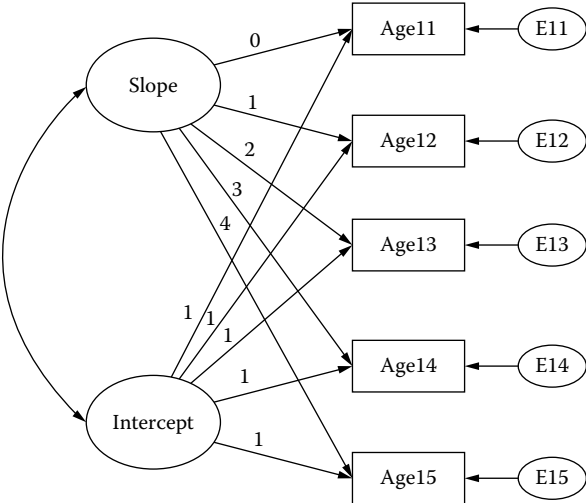 Age11
E11
0
Slope
1
Age12
E12
2
3
4
Age13
E13
1
1
1
Age14
E14
1
Intercept
1
Age15
E15